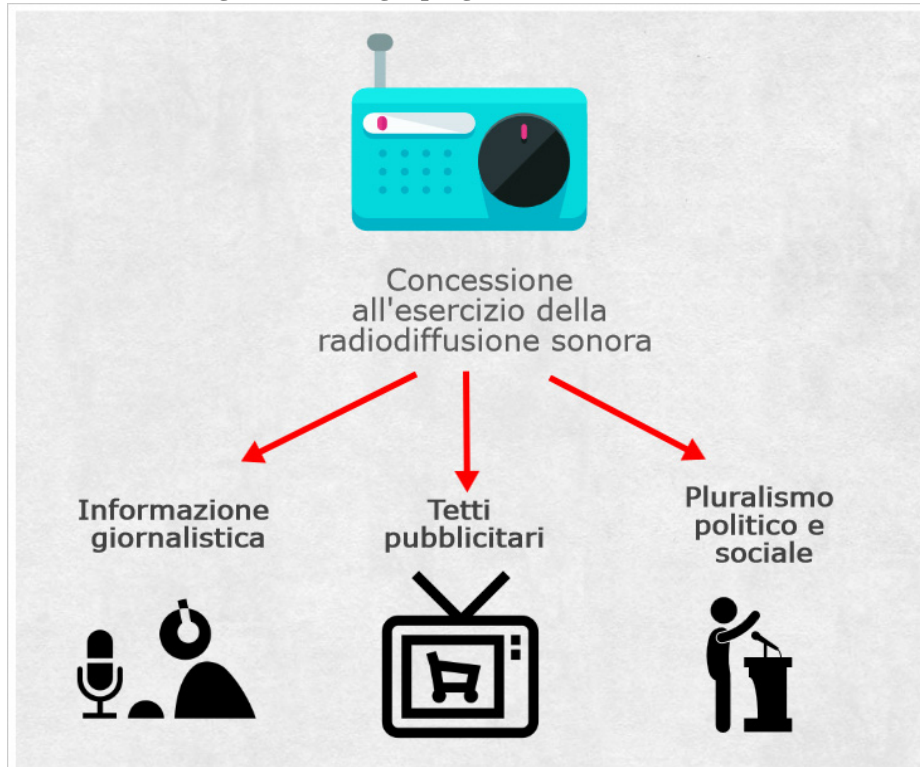 Concessione
all'esercizio della
radiodiffusione sonora
Informazione
giornalistica
Tetti
pubblicitari
Pluralismo
politico e
sociale